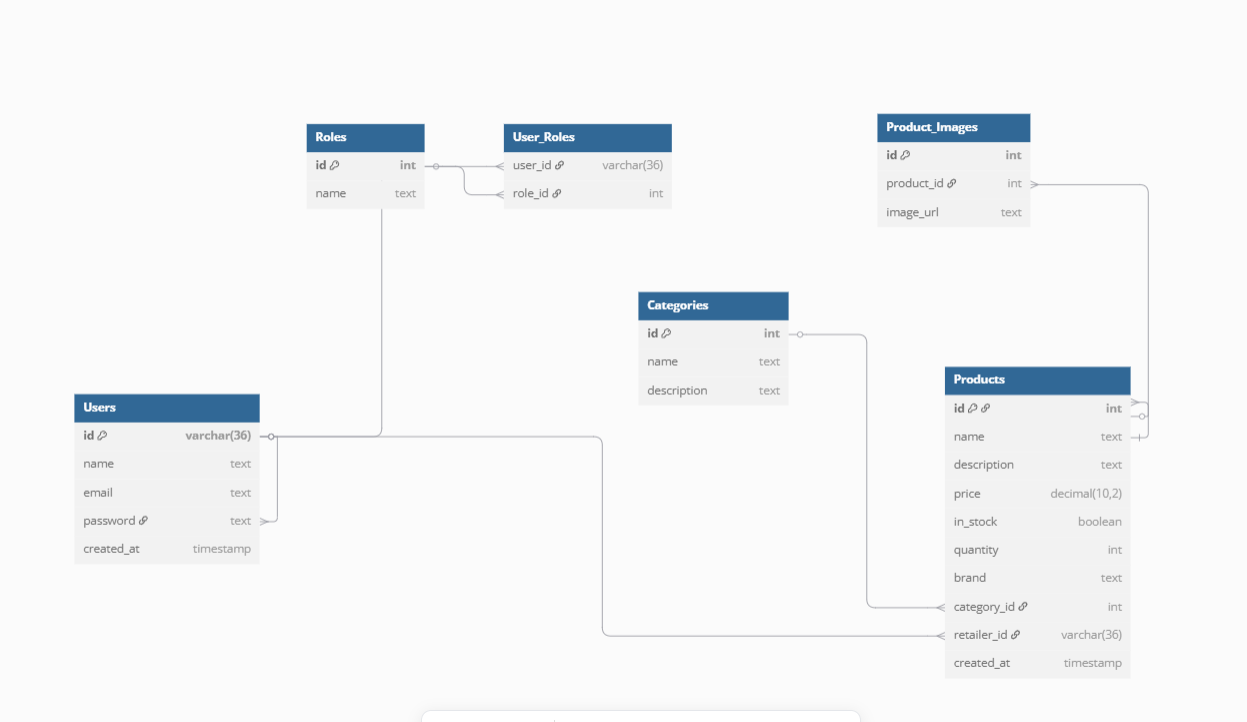 Roles
id int
name text
User_Roles
user_id varchar(36)
role_id int
Product_Images
id int
product_id int
image_url text
Categories
id int
name text
description text
Users
id varchar(36)
name text
email text
password text
created_at timestamp
Products
id int
name text
description text
price decimal(10,2)
in_stock boolean
quantity int
brand text
category_id int
retailer_id varchar(36)
created_at timestamp